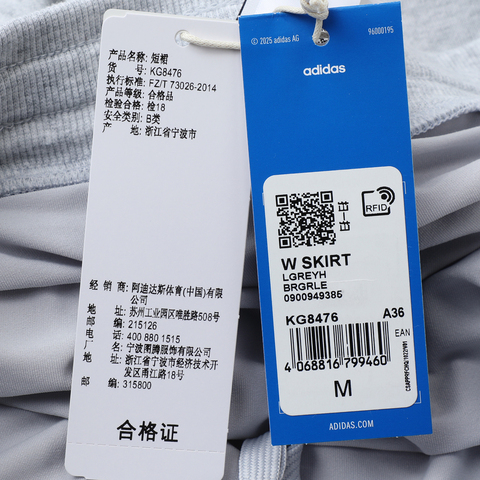 产品名称: 短裙
货 号: KG8476
执行标准: FZ/T 73026-2014
产品等级: 合格品
检验合格: 检18
安全类别: B类
产 地: 浙江省宁波市
经 销 商: 阿迪达斯体育(中国)有限
公司
地址: 苏州工业园区唯胜路508号
邮编: 215126
电话: 400 880 1515
厂名: 宁波图腾服饰有限公司
地址: 浙江省宁波市经济技术开
发区甬江路18号
邮编: 315800
合格证
© 2025 adidas AG
96000195
adidas
RFID
W SKIRT
LGREYH
BRGRLE
0900949385
KG8476 A36
EAN
4 068816 799460
M
ADIDAS.COM